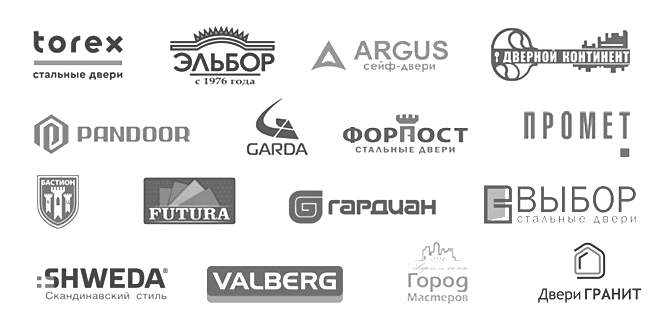 torex
стальные двери
ЭЛЬБОР
с 1976 года
ARGUS
сейф-двери
ДВЕРНОЙ КОНТИНЕНТ
PANDOOR
GARDA
ФОРПОСТ
СТАЛЬНЫЕ ДВЕРИ
ПРОМЕТ
БАСТИОН
FUTURA
гардиан
ВЫБОР
стальные двери
SHWEDA®
Скандинавский стиль
VALBERG
Город
Мастеров
Двери ГРАНИТ